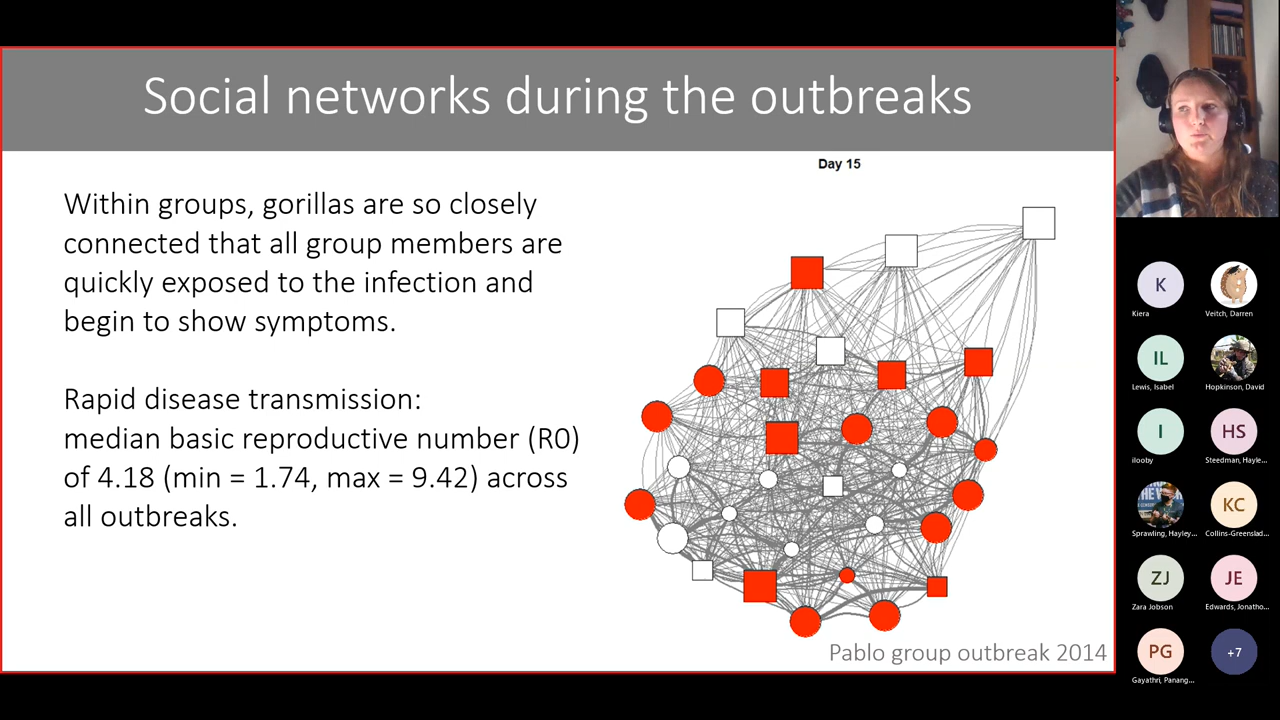 Social networks during the outbreaks
Within groups, gorillas are so closely
connected that all group members are
quickly exposed to the infection and
begin to show symptoms.
Rapid disease transmission:
median basic reproductive number (R0)
of 4.18 (min = 1.74, max = 9.42) across
all outbreaks.
Day 15
Pablo group outbreak 2014
K
Kiera
Veitch, Darren
IL
Lewis, Isabel
Hopkinson, David
I
ilooby
HS
Steedman, Hayle...
Sprawling, Hayley...
KC
Collins-Greenslad...
ZJ
Zara Jobson
JE
Edwards, Jonatho...
PG
Gayathri, Panang...
+7